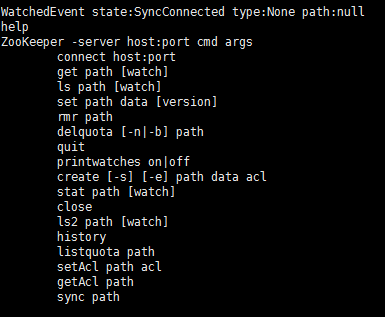 WatchedEvent state:SyncConnected type:None path:null
help
ZooKeeper -server host:port cmd args
        connect host:port
        get path [watch]
        ls path [watch]
        set path data [version]
        rmr path
        delquota [-n|-b] path
        quit
        printwatches on|off
        create [-s] [-e] path data acl
        stat path [watch]
        close
        ls2 path [watch]
        history
        listquota path
        setAcl path acl
        getAcl path
        sync path